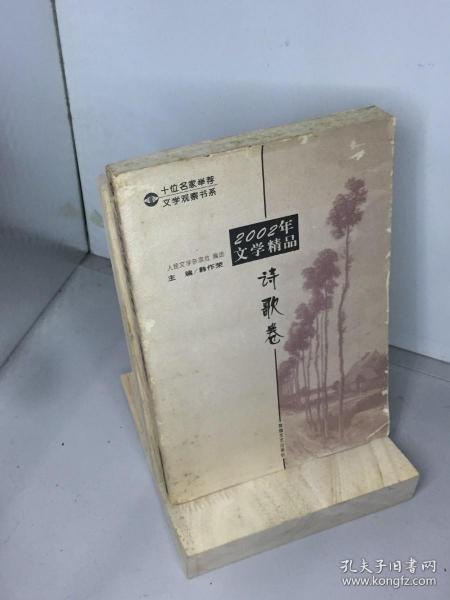 十位名家举荐
文学观察书系
2002年
文学精品
人民文学杂志社 编选
主 编/韩作荣
诗歌卷
孔夫子旧书网
www.kongfz.com